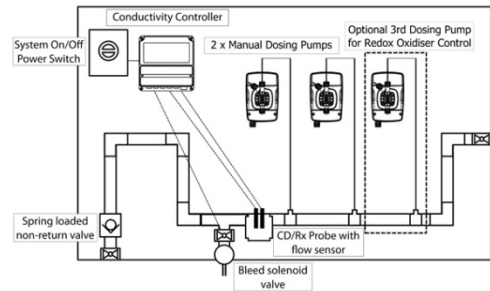 Conductivity Controller
System On/Off
Power Switch
2 x Manual Dosing Pumps
Optional 3rd Dosing Pump
for Redox Oxidiser Control
Spring loaded
non-return valve
CD/Rx Probe with
flow sensor
Bleed solenoid
valve